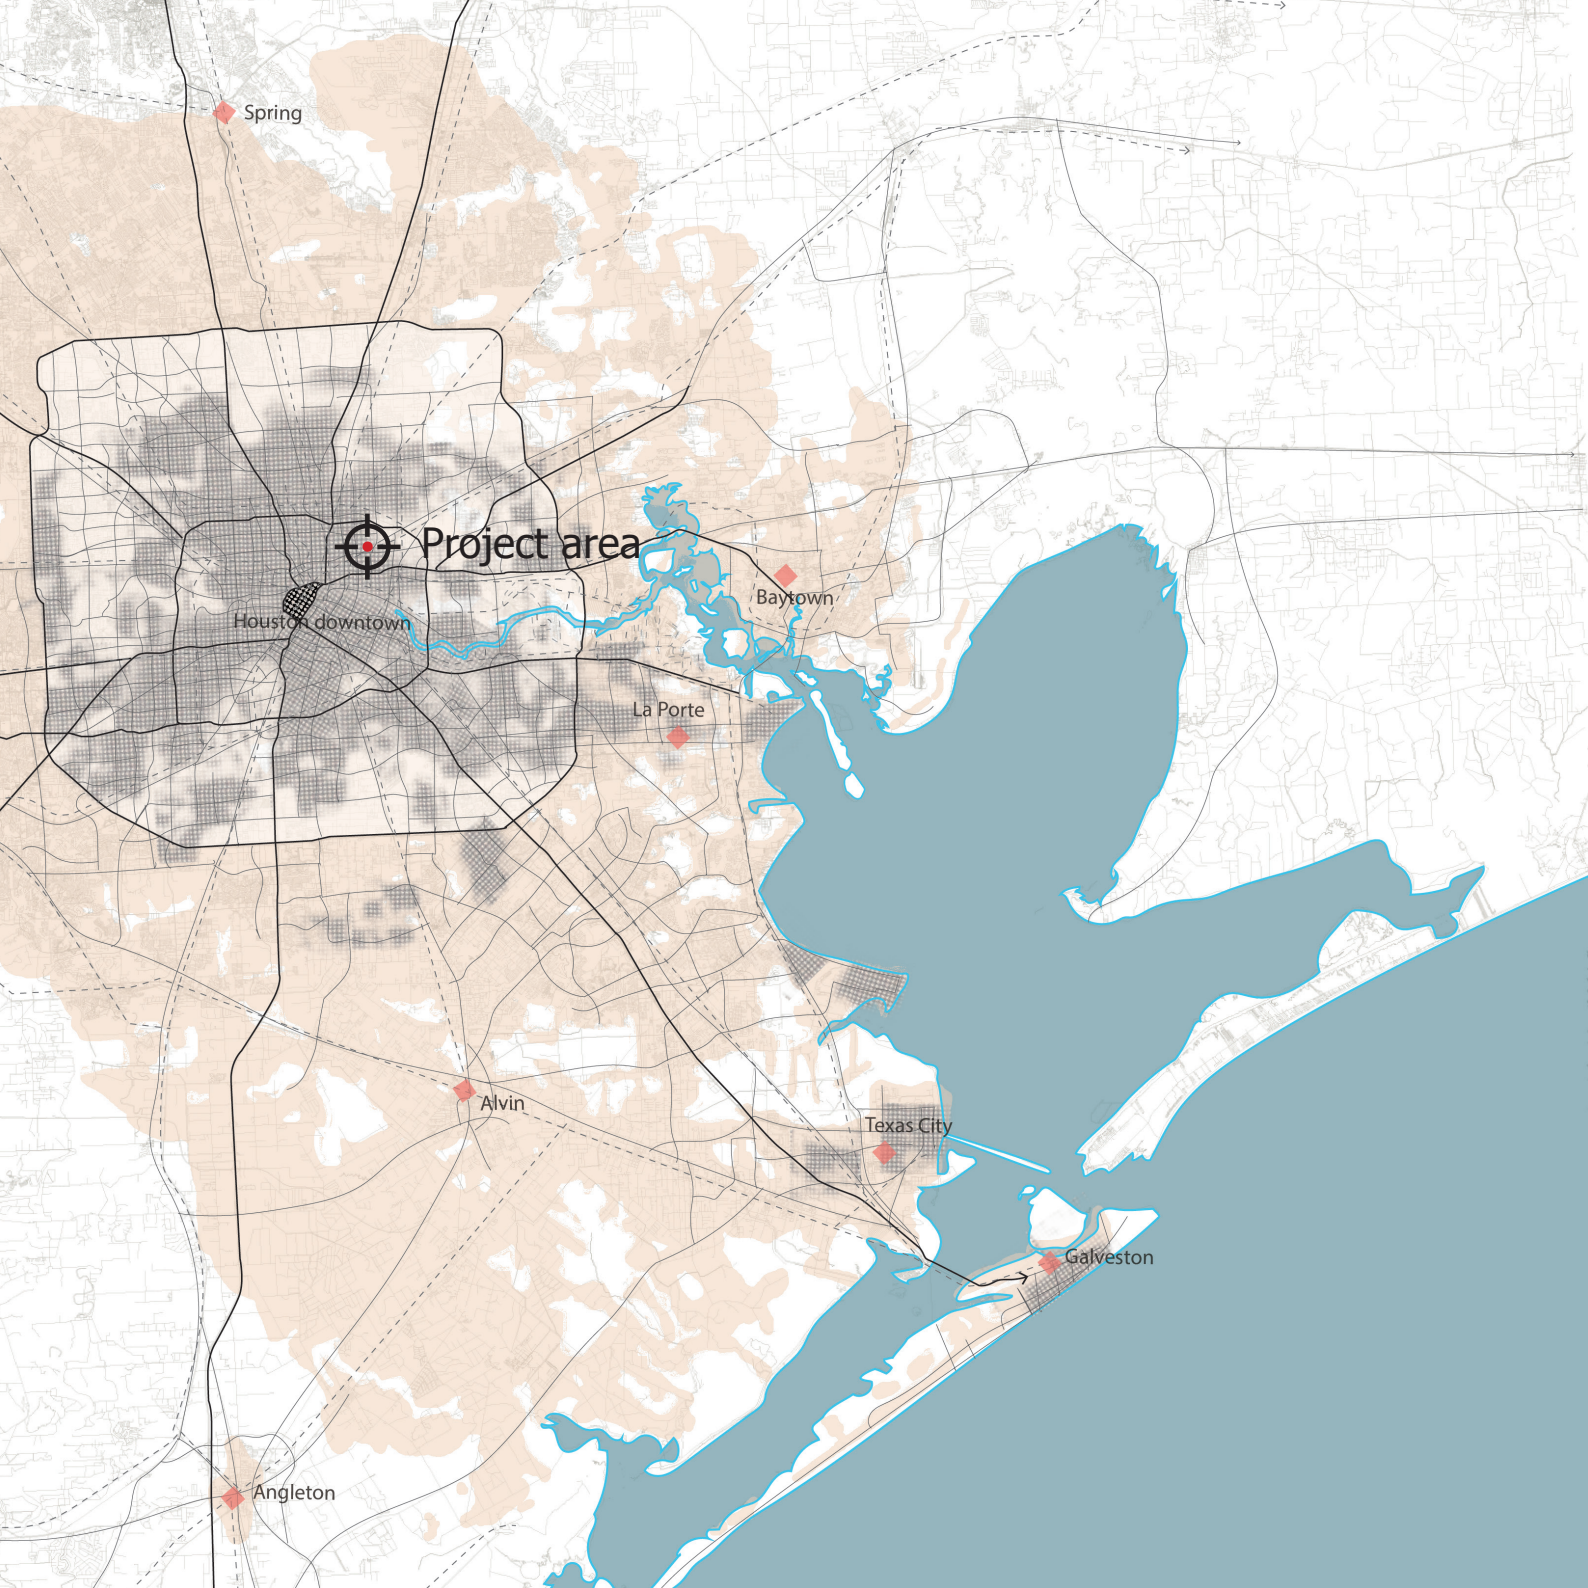 Spring
Project area
Baytown
Houston downtown
La Porte
Alvin
Texas City
Galveston
Angleton